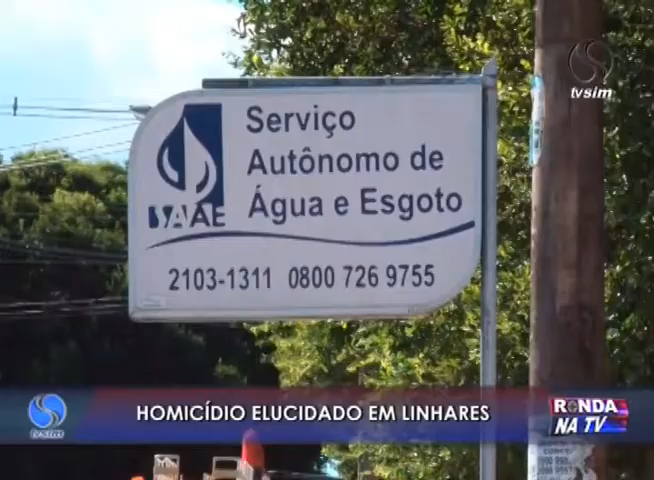 tvsim
Serviço
Autônomo de
Água e Esgoto
SAAE
2103-1311 0800 726 9755
HOMICÍDIO ELUCIDADO EM LINHARES
RONDA
NA TV
tvsim